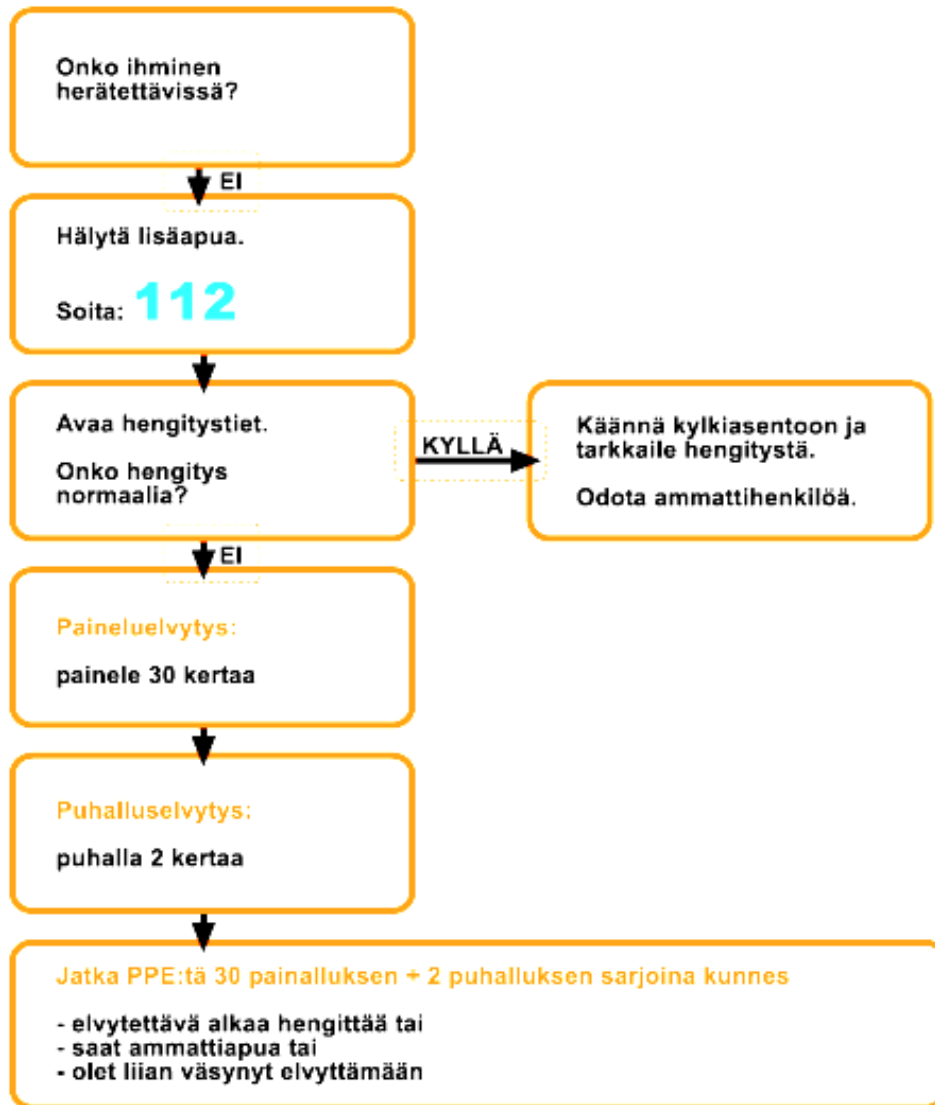 Onko ihminen
herätettävissä?
EI
Hälytä lisäapua.
Soita: 112
Avaa hengitystiet.
Onko hengitys
normaalia?
KYLLÄ
Käännä kylkiasentoon ja
tarkkaile hengitystä.
Odota ammattihenkilöä.
EI
Paineluelvytys:
painele 30 kertaa
Puhalluselvytys:
puhalla 2 kertaa
Jatka PPE:tä 30 painalluksen + 2 puhalluksen sarjoina kunnes
- elvytettävä alkaa hengittää tai
- saat ammattiapua tai
- olet liian väsynyt elvyttämään